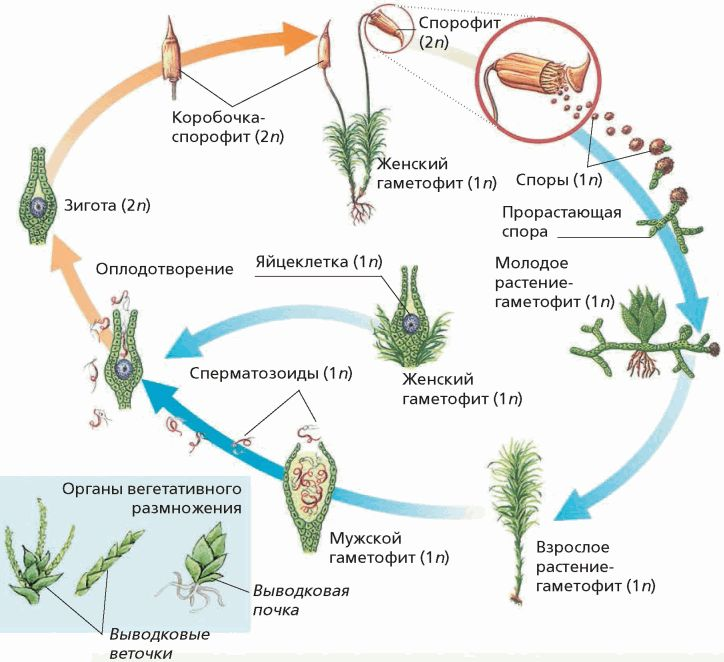 Спорофит
(2n)
Коробочка-
спорофит (2n)
Женский
гаметофит (1n)
Споры (1n)
Прорастающая
спора
Зигота (2n)
Оплодотворение
Яйцеклетка (1n)
Молодое
растение-
гаметофит (1n)
Сперматозоиды (1n)
Женский
гаметофит (1n)
Органы вегетативного
размножения
Мужской
гаметофит (1n)
Взрослое
растение-
гаметофит (1n)
Выводковая
почка
Выводковые
веточки